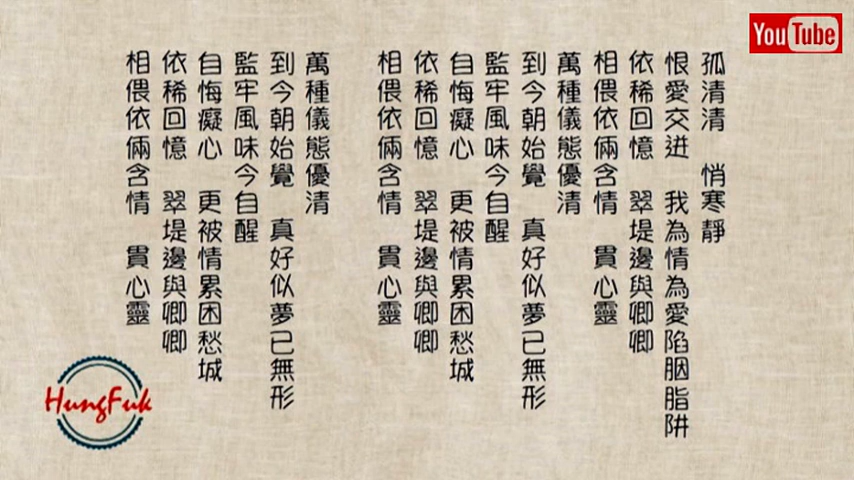 孤清清　悄寒靜
恨愛交迸　我為情為愛陷胭脂阱
依稀回憶　翠堤邊與卿卿
相偎依倆含情　貫心靈
萬種儀態優清
到今朝始覺　真好似夢已無形
監牢風味今自醒
自悔癡心　更被情累困愁城
依稀回憶　翠堤邊與卿卿
相偎依倆含情　貫心靈
萬種儀態優清
到今朝始覺　真好似夢已無形
監牢風味今自醒
自悔癡心　更被情累困愁城
依稀回憶　翠堤邊與卿卿
相偎依倆含情　貫心靈
YouTube
HungFuk